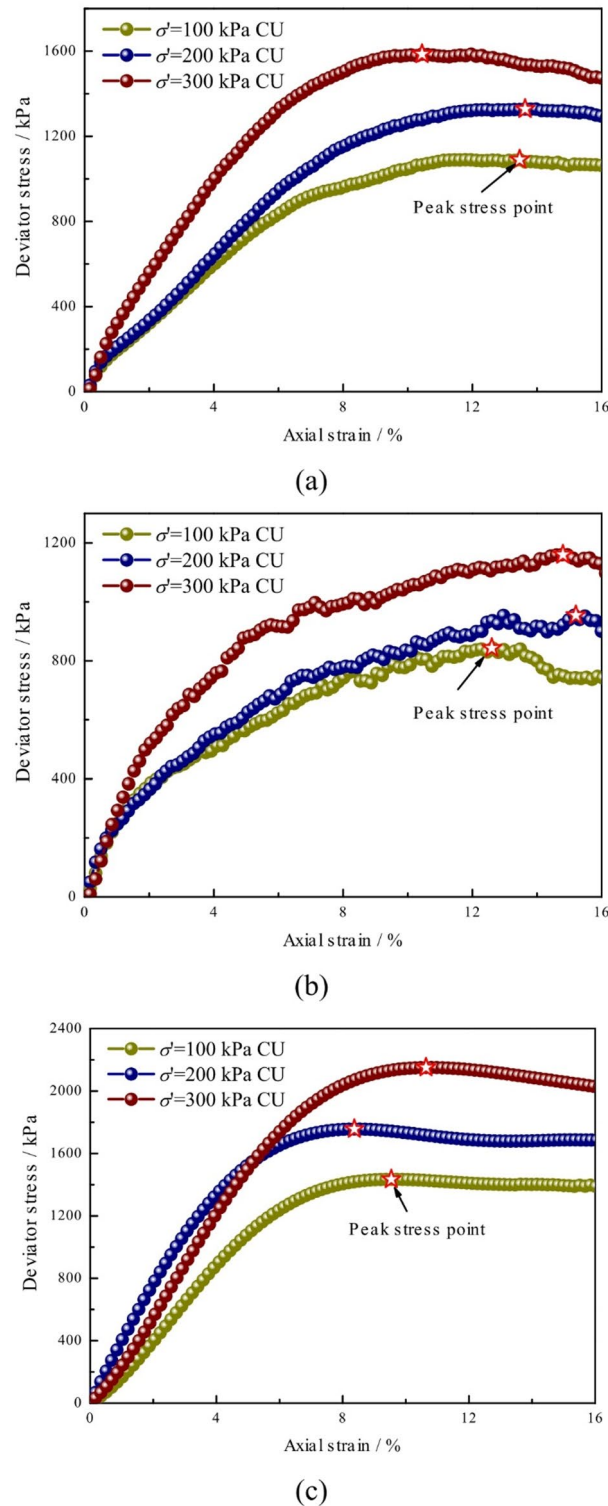 σ'=100 kPa CU
σ'=200 kPa CU
σ'=300 kPa CU
Peak stress point
Deviator stress / kPa
1600
1200
800
400
0
0 4 8 12 16
Axial strain / %
(a)
σ'=100 kPa CU
σ'=200 kPa CU
σ'=300 kPa CU
Peak stress point
Deviator stress / kPa
1200
800
400
0
0 4 8 12 16
Axial strain / %
(b)
σ'=100 kPa CU
σ'=200 kPa CU
σ'=300 kPa CU
Peak stress point
Deviator stress / kPa
2400
2000
1600
1200
800
400
0
0 4 8 12 16
Axial strain / %
(c)